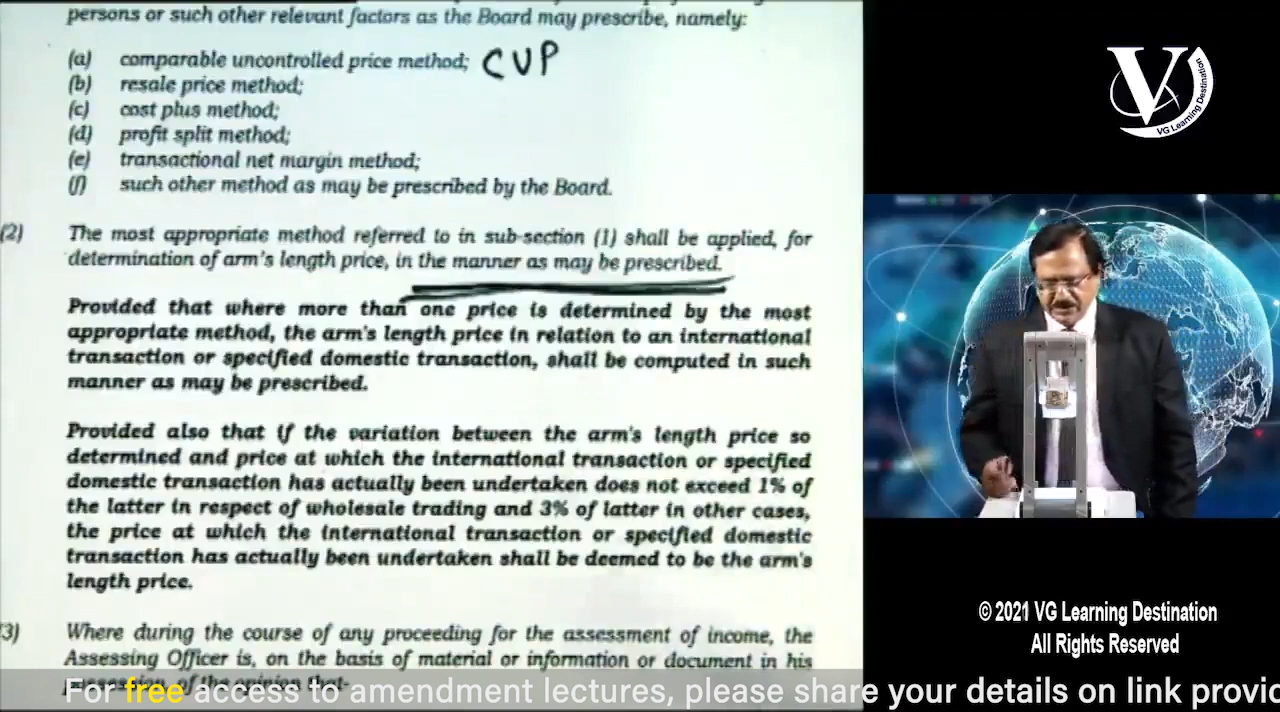 persons or such other relevant factors as the Board may prescribe, namely:
(a) comparable uncontrolled price method; CUP
(b) resale price method;
(c) cost plus method;
(d) profit split method;
(e) transactional net margin method;
(f) such other method as may be prescribed by the Board.
(2) The most appropriate method referred to in sub-section (1) shall be applied, for
determination of arm's length price, in the manner as may be prescribed.
Provided that where more than one price is determined by the most
appropriate method, the arm's length price in relation to an international
transaction or specified domestic transaction, shall be computed in such
manner as may be prescribed.
Provided also that if the variation between the arm's length price so
determined and price at which the international transaction or specified
domestic transaction has actually been undertaken does not exceed 1% of
the latter in respect of wholesale trading and 3% of latter in other cases,
the price at which the international transaction or specified domestic
transaction has actually been undertaken shall be deemed to be the arm's
length price.
3) Where during the course of any proceeding for the assessment of income, the
Assessing Officer is, on the basis of material or information or document in his
possession, of the opinion that-
For free access to amendment lectures, please share your details on link provid
V
VG Learning Destination
© 2021 VG Learning Destination
All Rights Reserved